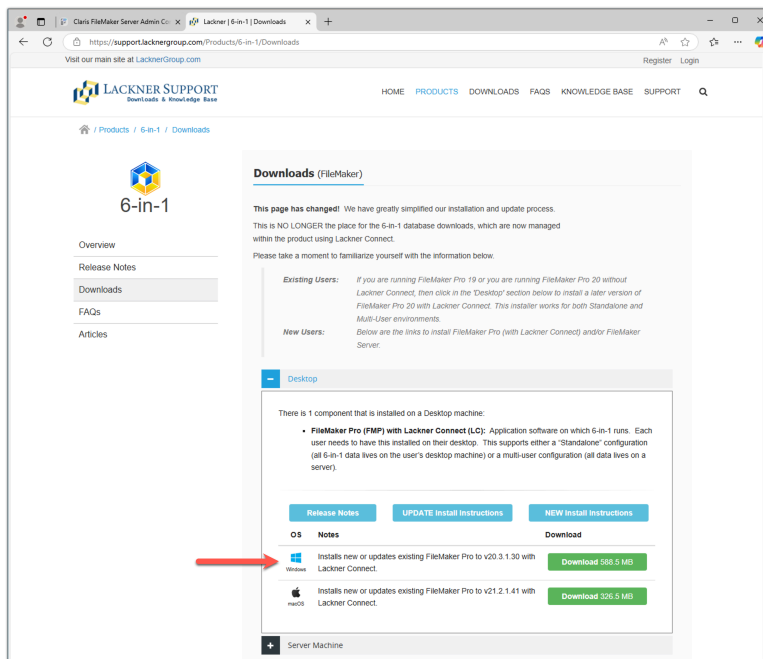 Claris FileMaker Server Admin Co
Lackner | 6-in-1 | Downloads
https://support.lacknergroup.com/Products/6-in-1/Downloads
Visit our main site at LacknerGroup.com
Register Login
LACKNER SUPPORT
Downloads & Knowledge Base
HOME PRODUCTS DOWNLOADS FAQS KNOWLEDGE BASE SUPPORT
/ Products / 6-in-1 / Downloads
6-in-1
Overview
Release Notes
Downloads
FAQs
Articles
Downloads (FileMaker)
This page has changed! We have greatly simplified our installation and update process.
This is NO LONGER the place for the 6-in-1 database downloads, which are now managed
within the product using Lackner Connect.
Please take a moment to familiarize yourself with the information below.
Existing Users: If you are running FileMaker Pro 19 or you are running FileMaker Pro 20 without
Lackner Connect, then click in the 'Desktop' section below to install a later version of
FileMaker Pro 20 with Lackner Connect. This installer works for both Standalone and
Multi-User environments.
New Users: Below are the links to install FileMaker Pro (with Lackner Connect) and/or FileMaker
Server.
Desktop
There is 1 component that is installed on a Desktop machine:
• FileMaker Pro (FMP) with Lackner Connect (LC): Application software on which 6-in-1 runs. Each
user needs to have this installed on their desktop. This supports either a "Standalone" configuration
(all 6-in-1 data lives on the user's desktop machine) or a multi-user configuration (all data lives on a
server).
Release Notes UPDATE Install Instructions NEW Install Instructions
OS Notes Download
Windows
Installs new or updates existing FileMaker Pro to v20.3.1.30 with
Lackner Connect.
Download 588.5 MB
macOS
Installs new or updates existing FileMaker Pro to v21.2.1.41 with
Lackner Connect.
Download 326.5 MB
Server Machine